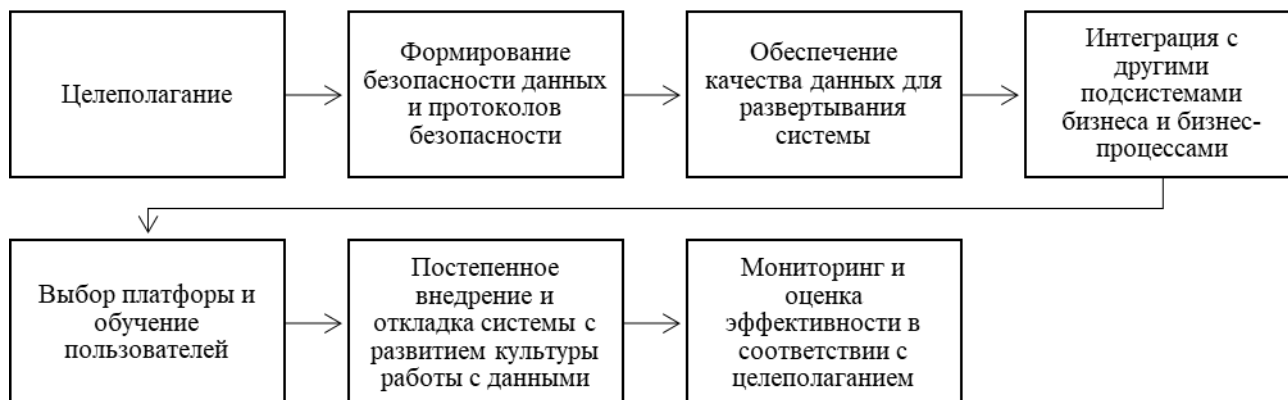 Целеполагание
Формирование
безопасности данных
и протоколов
безопасности
Обеспечение
качества данных для
развертывания
системы
Интеграция с
другими
подсистемами
бизнеса и бизнес-
процессами
Выбор платфоры и
обучение
пользователей
Постепенное
внедрение и
откладка системы с
развитием культуры
работы с данными
Мониторинг и
оценка
эффективности в
соответствии с
целеполаганием